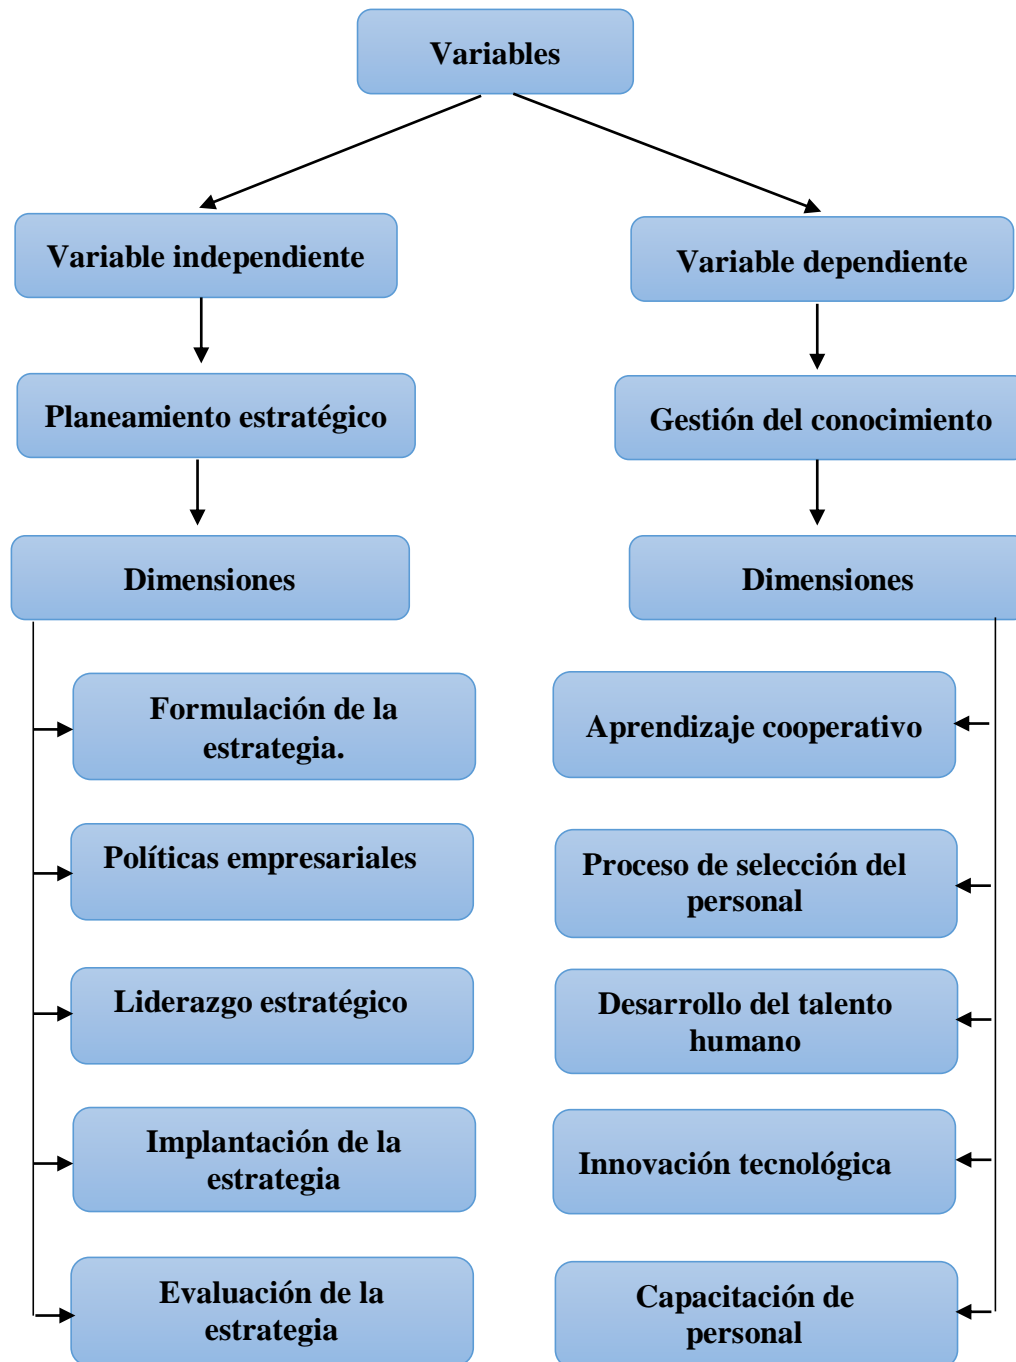 Variables
Variable independiente
Variable dependiente
Planeamiento estratégico
Gestión del conocimiento
Dimensiones
Dimensiones
Formulación de la
estrategia.
Políticas empresariales
Liderazgo estratégico
Implantación de la
estrategia
Evaluación de la
estrategia
Aprendizaje cooperativo
Proceso de selección del
personal
Desarrollo del talento
humano
Innovación tecnológica
Capacitación de
personal